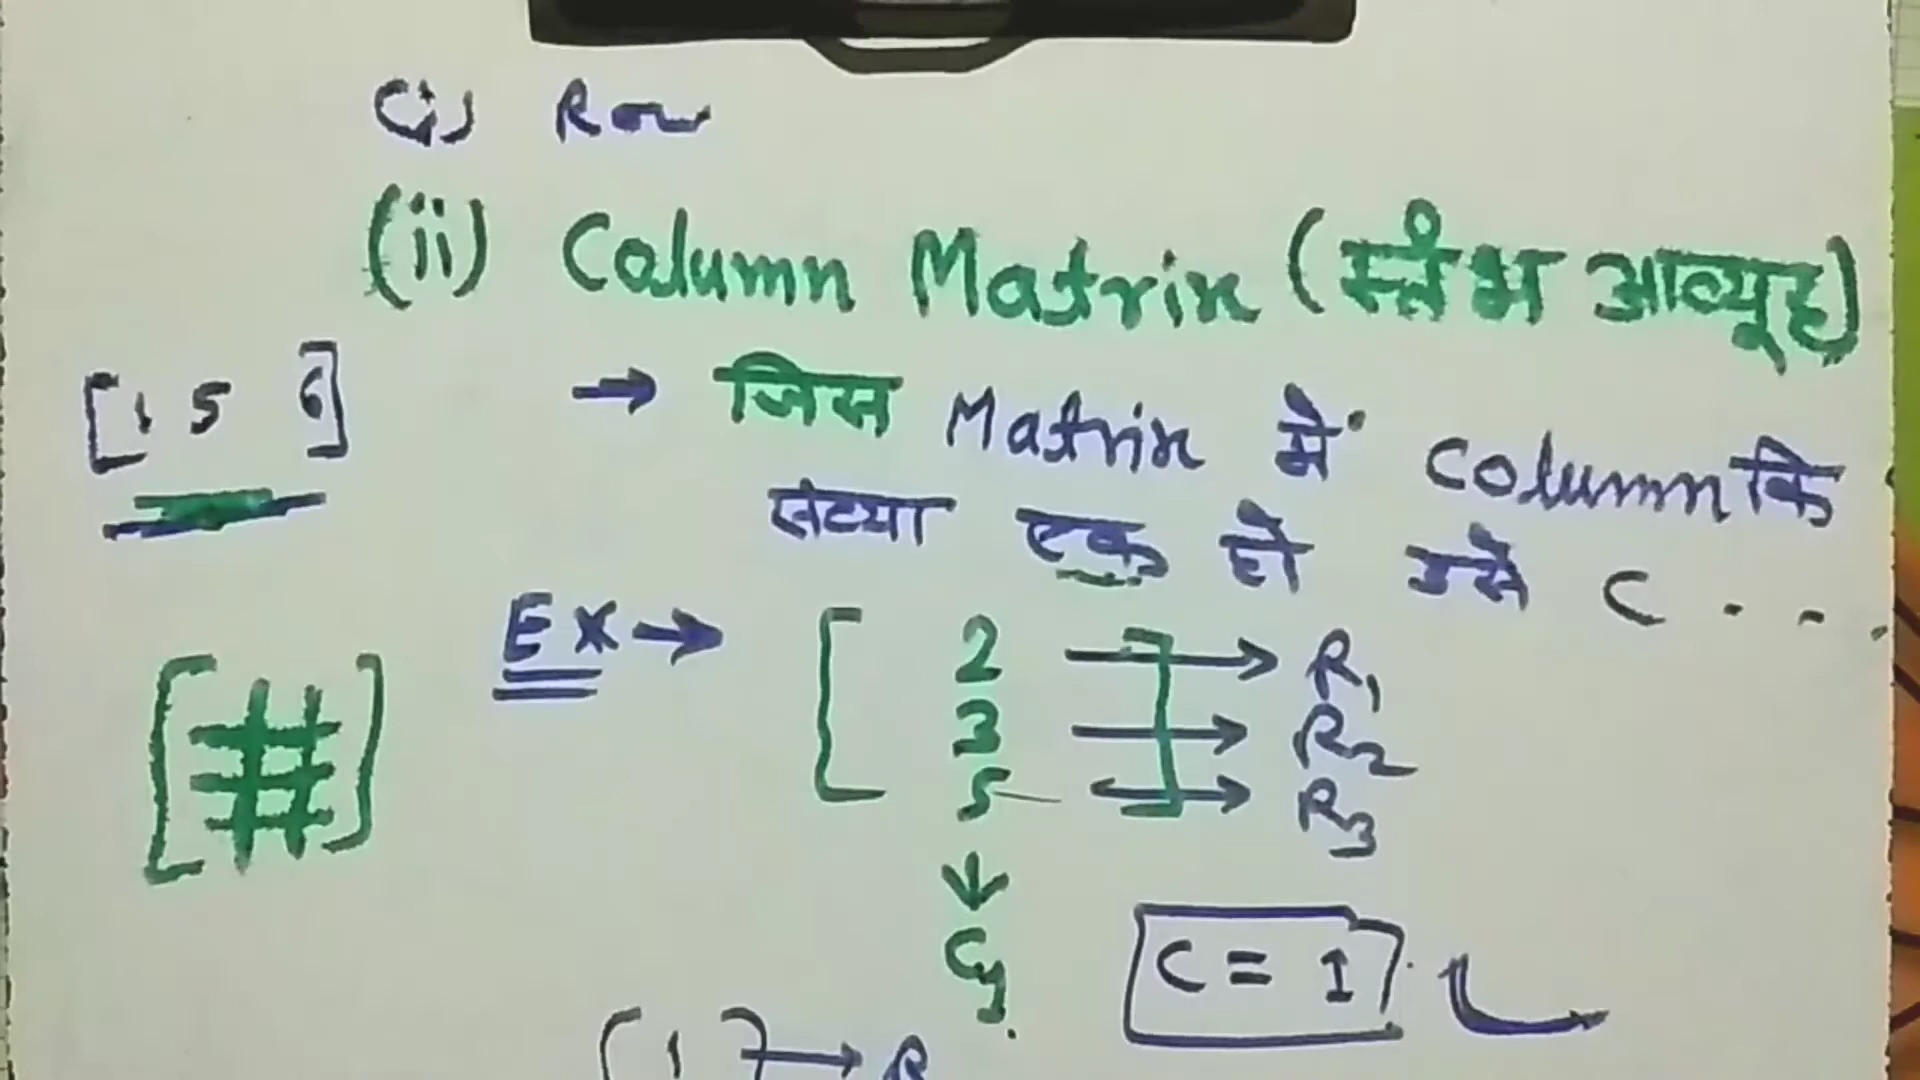 (i) Row
(ii) Column Matrix (स्तंभ आव्यूह)
[1 5 6]
→ जिस Matrix में Column कि
संख्या एक हो उसे C . . .
Ex → [ 2 ] → R1
3 → R2
5 → R3
[#]
↓
C1
C = 1
[1] → R